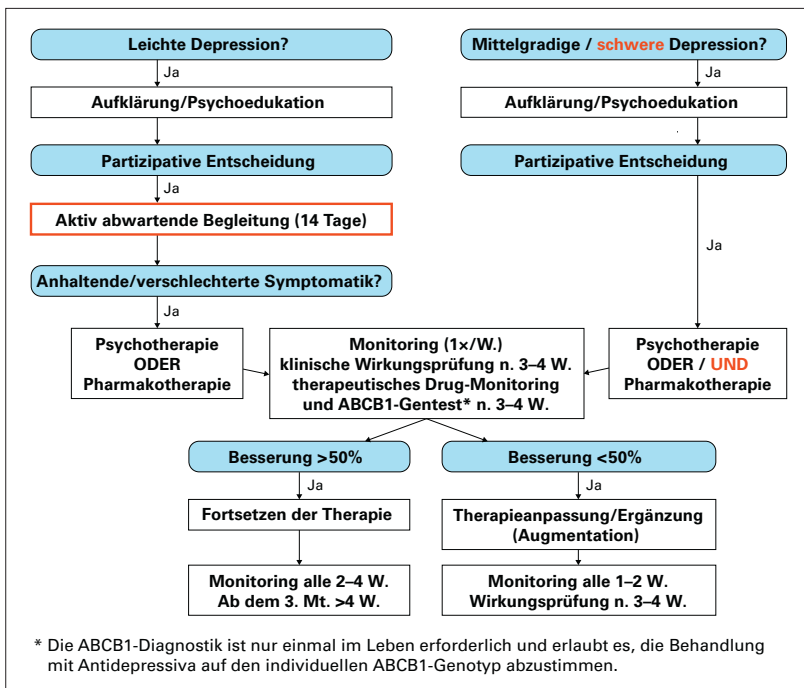 Leichte Depression?
Ja
Aufklärung/Psychoedukation
Partizipative Entscheidung
Ja
Aktiv abwartende Begleitung (14 Tage)
Anhaltende/verschlechterte Symptomatik?
Ja
Psychotherapie
ODER
Pharmakotherapie
Mittelgradige / schwere Depression?
Ja
Aufklärung/Psychoedukation
Partizipative Entscheidung
Ja
Psychotherapie
ODER / UND
Pharmakotherapie
Monitoring (1×/W.)
klinische Wirkungsprüfung n. 3–4 W.
therapeutisches Drug-Monitoring
und ABCB1-Gentest* n. 3–4 W.
Besserung >50%
Ja
Fortsetzen der Therapie
Monitoring alle 2–4 W.
Ab dem 3. Mt. >4 W.
Besserung <50%
Ja
Therapieanpassung/Ergänzung
(Augmentation)
Monitoring alle 1–2 W.
Wirkungsprüfung n. 3–4 W.
* Die ABCB1-Diagnostik ist nur einmal im Leben erforderlich und erlaubt es, die Behandlung
mit Antidepressiva auf den individuellen ABCB1-Genotyp abzustimmen.